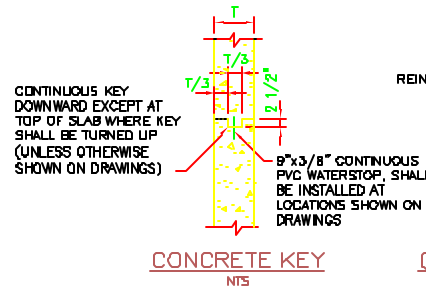 T
T/3
T/3
2 1/2"
REIN
CONTINUOUS KEY
DOWNWARD EXCEPT AT
TOP OF SLAB WHERE KEY
SHALL BE TURNED UP
(UNLESS OTHERWISE
SHOWN ON DRAWINGS)
9"x3/8" CONTINUOUS
PVC WATERSTOP, SHALL
BE INSTALLED AT
LOCATIONS SHOWN ON
DRAWINGS
CONCRETE KEY
NTS